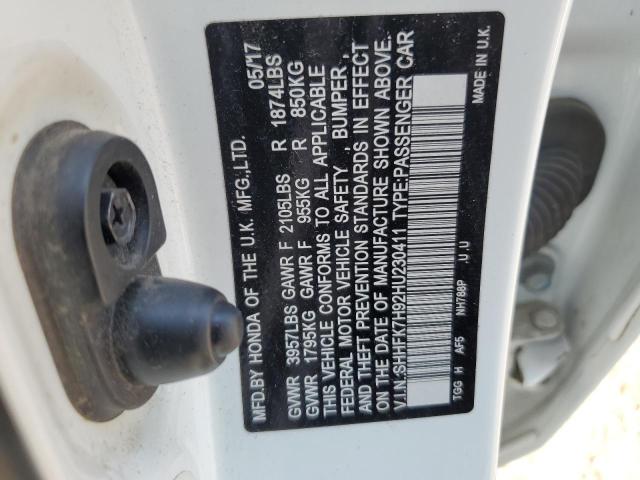 MFD.BY HONDA OF THE U.K. MFG.,LTD. 05/17
GVWR 3957LBS GAWR F 2105LBS R 1874LBS
GVWR 1795KG GAWR F 955KG R 850KG
THIS VEHICLE CONFORMS TO ALL APPLICABLE
FEDERAL MOTOR VEHICLE SAFETY, BUMPER,
AND THEFT PREVENTION STANDARDS IN EFFECT
ON THE DATE OF MANUFACTURE SHOWN ABOVE.
V.I.N.:SHHFK7H92HU230411 TYPE:PASSENGER CAR
TGG H AF5 NH788P .U U MADE IN U.K.